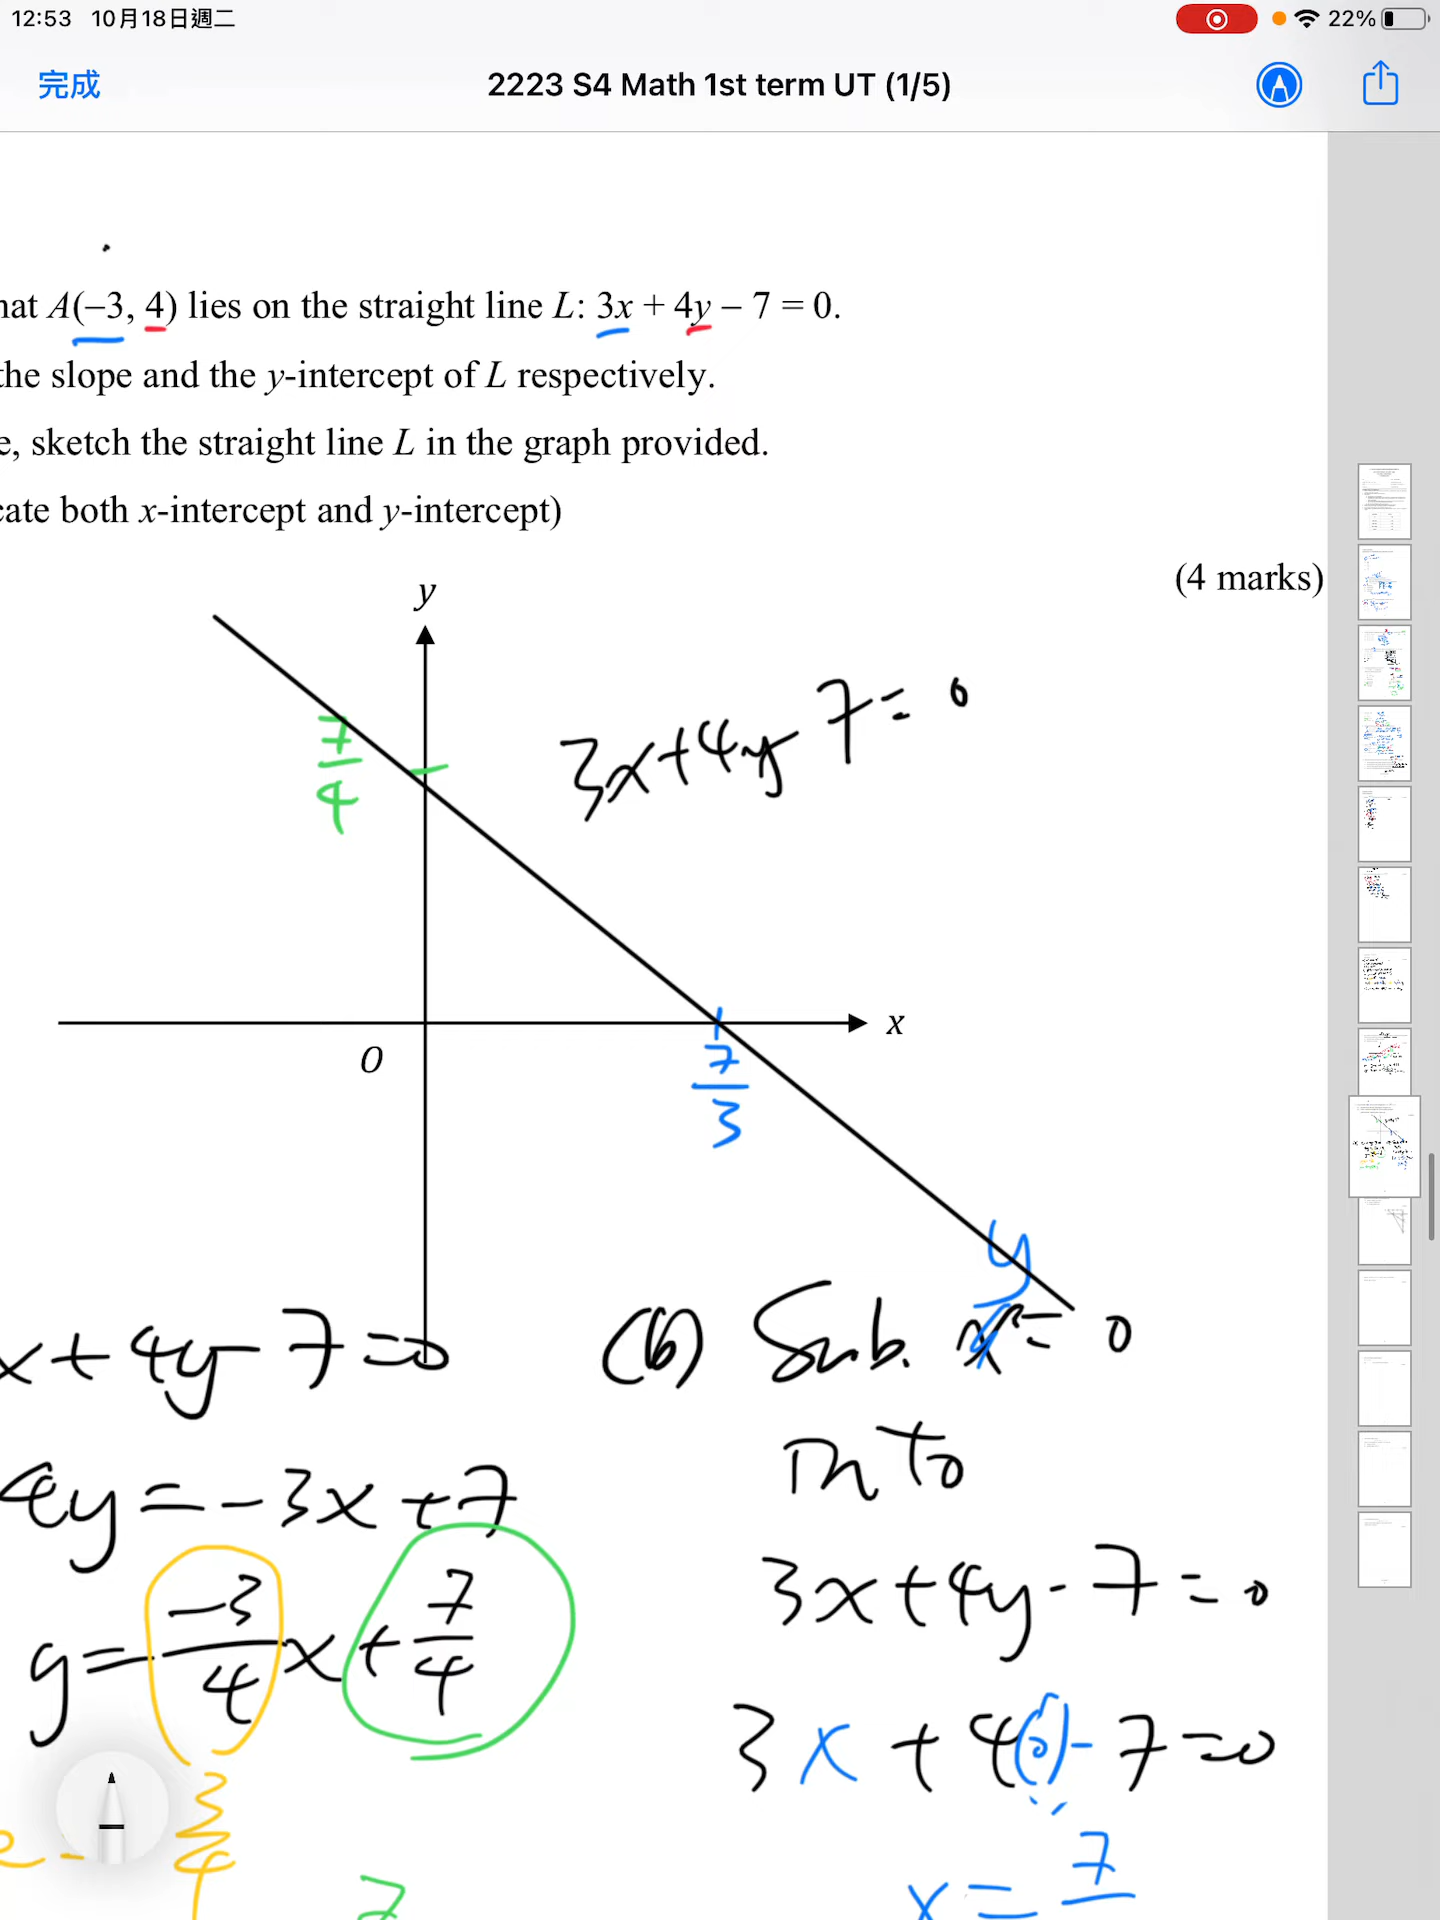 12:53 10月18日週二
22%
完成
2223 S4 Math 1st term UT (1/5)
hat A(–3, 4) lies on the straight line L: 3x + 4y – 7 = 0.
the slope and the y-intercept of L respectively.
e, sketch the straight line L in the graph provided.
cate both x-intercept and y-intercept)
(4 marks)
y
3x+4y 7= 0
7/4
x
O
7/3
x+4y-7=0
(b) Sub. y= 0
into
4y=-3x+7
3x+4y-7=0
y=-3/4x+7/4
3x+4(0)-7=0
3/4
7
x=7